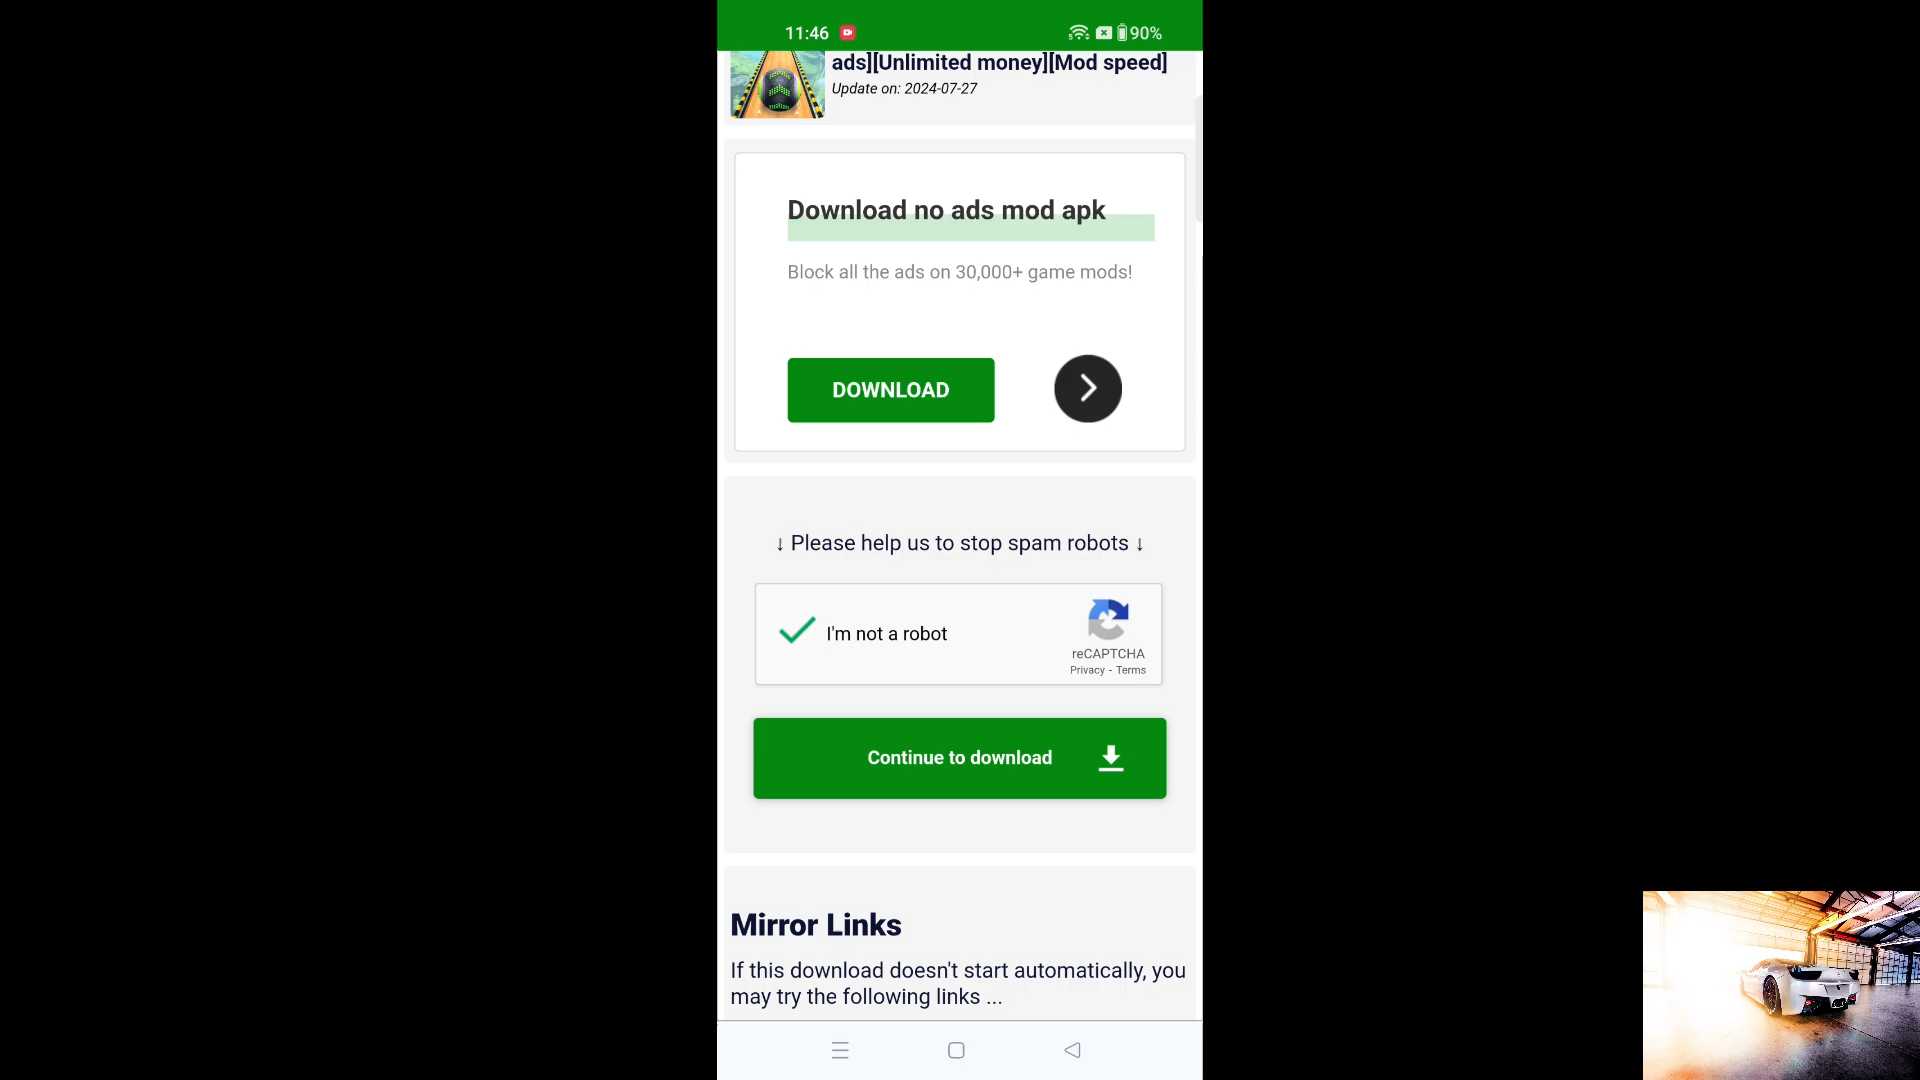 11:46
90%
ads][Unlimited money][Mod speed]
Update on: 2024-07-27
Download no ads mod apk
Block all the ads on 30,000+ game mods!
DOWNLOAD
↓ Please help us to stop spam robots ↓
I'm not a robot
reCAPTCHA
Privacy - Terms
Continue to download
Mirror Links
If this download doesn't start automatically, you
may try the following links ...